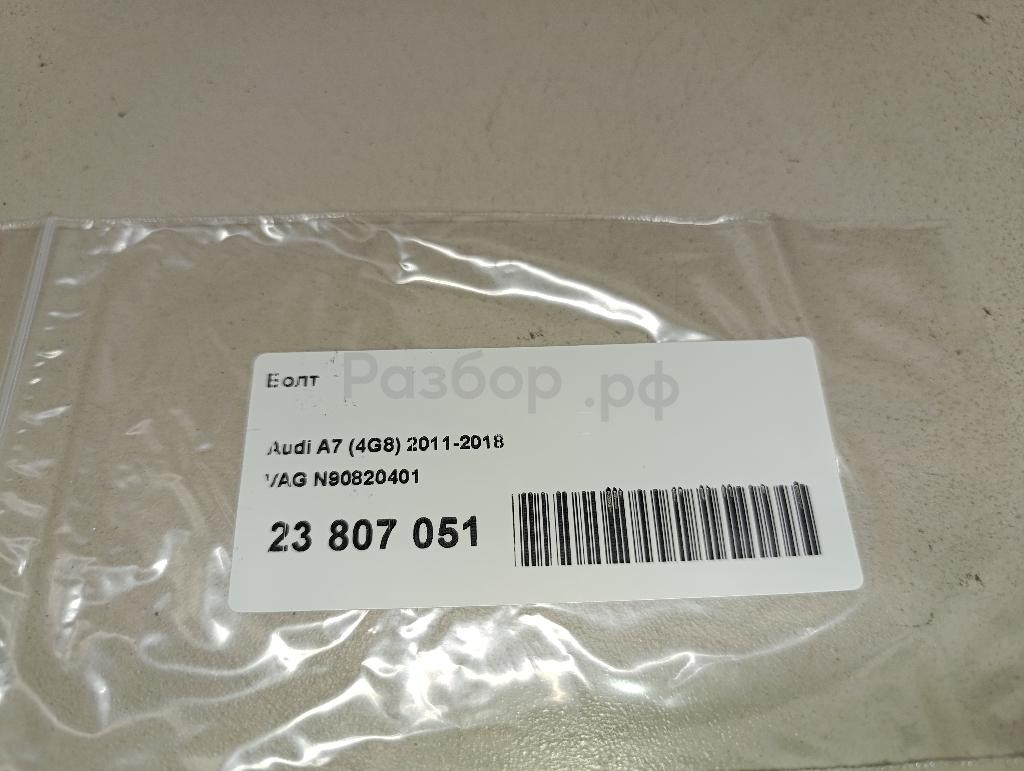 Болт
Разбор.рф
Audi A7 (4G8) 2011-2018
VAG N90820401
23 807 051